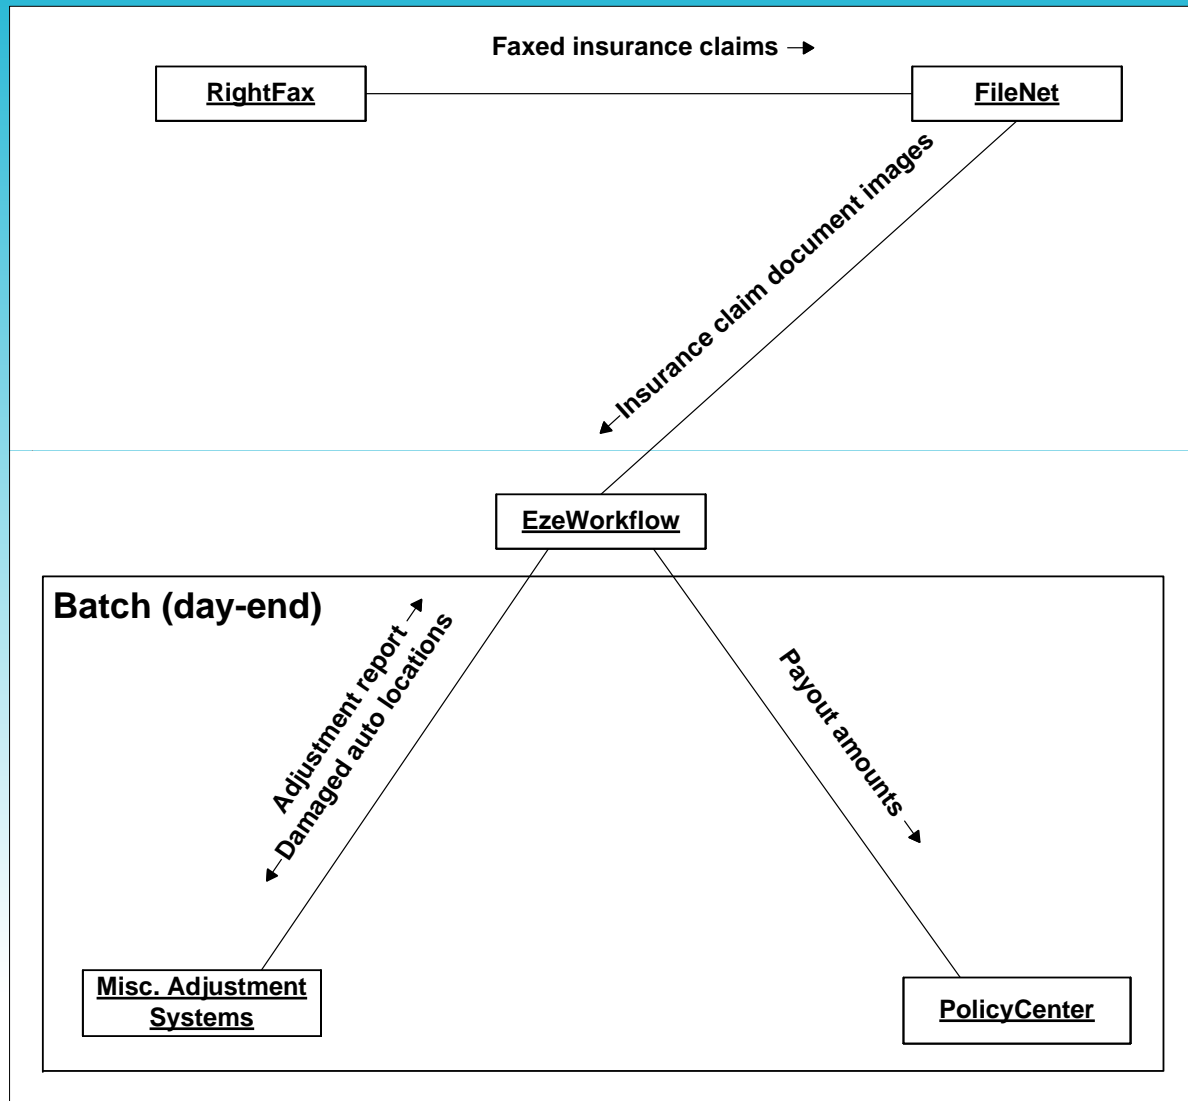 Faxed insurance claims
RightFax
FileNet
Insurance claim document images
EzeWorkflow
Batch (day-end)
Adjustment report
Damaged auto locations
Payout amounts
Misc. Adjustment
Systems
PolicyCenter